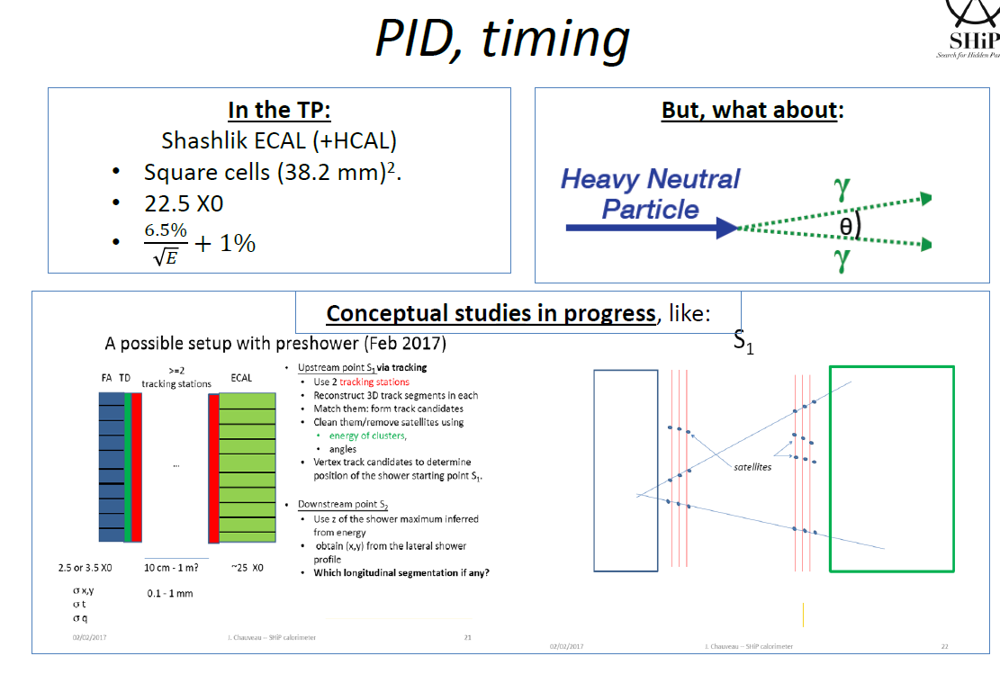 PID, timing
SHiP
Search for Hidden
In the TP:
Shashlik ECAL (+HCAL)
• Square cells (38.2 mm)².
• 22.5 X0
• 6.5%/√E + 1%
But, what about:
Heavy Neutral
Particle
γ
θ
γ
Conceptual studies in progress, like:
A possible setup with preshower (Feb 2017)
FA TD
>=2
tracking stations
ECAL
...
2.5 or 3.5 X0
10 cm - 1 m?
~25 X0
σ x,y
σ t
σ q
0.1 - 1 mm
• Upstream point S₁ via tracking
• Use 2 tracking stations
• Reconstruct 3D track segments in each
• Match them: form track candidates
• Clean them/remove satellites using
• energy of clusters,
• angles
• Vertex track candidates to determine
position of the shower starting point S₁.
• Downstream point S₂
• Use z of the shower maximum inferred
from energy
• obtain (x,y) from the lateral shower
profile
• Which longitudinal segmentation if any?
02/02/2017
J. Chauveau -- SHiP calorimeter
21
S₁
satellites
02/02/2017
J. Chauveau -- SHiP calorimeter
22